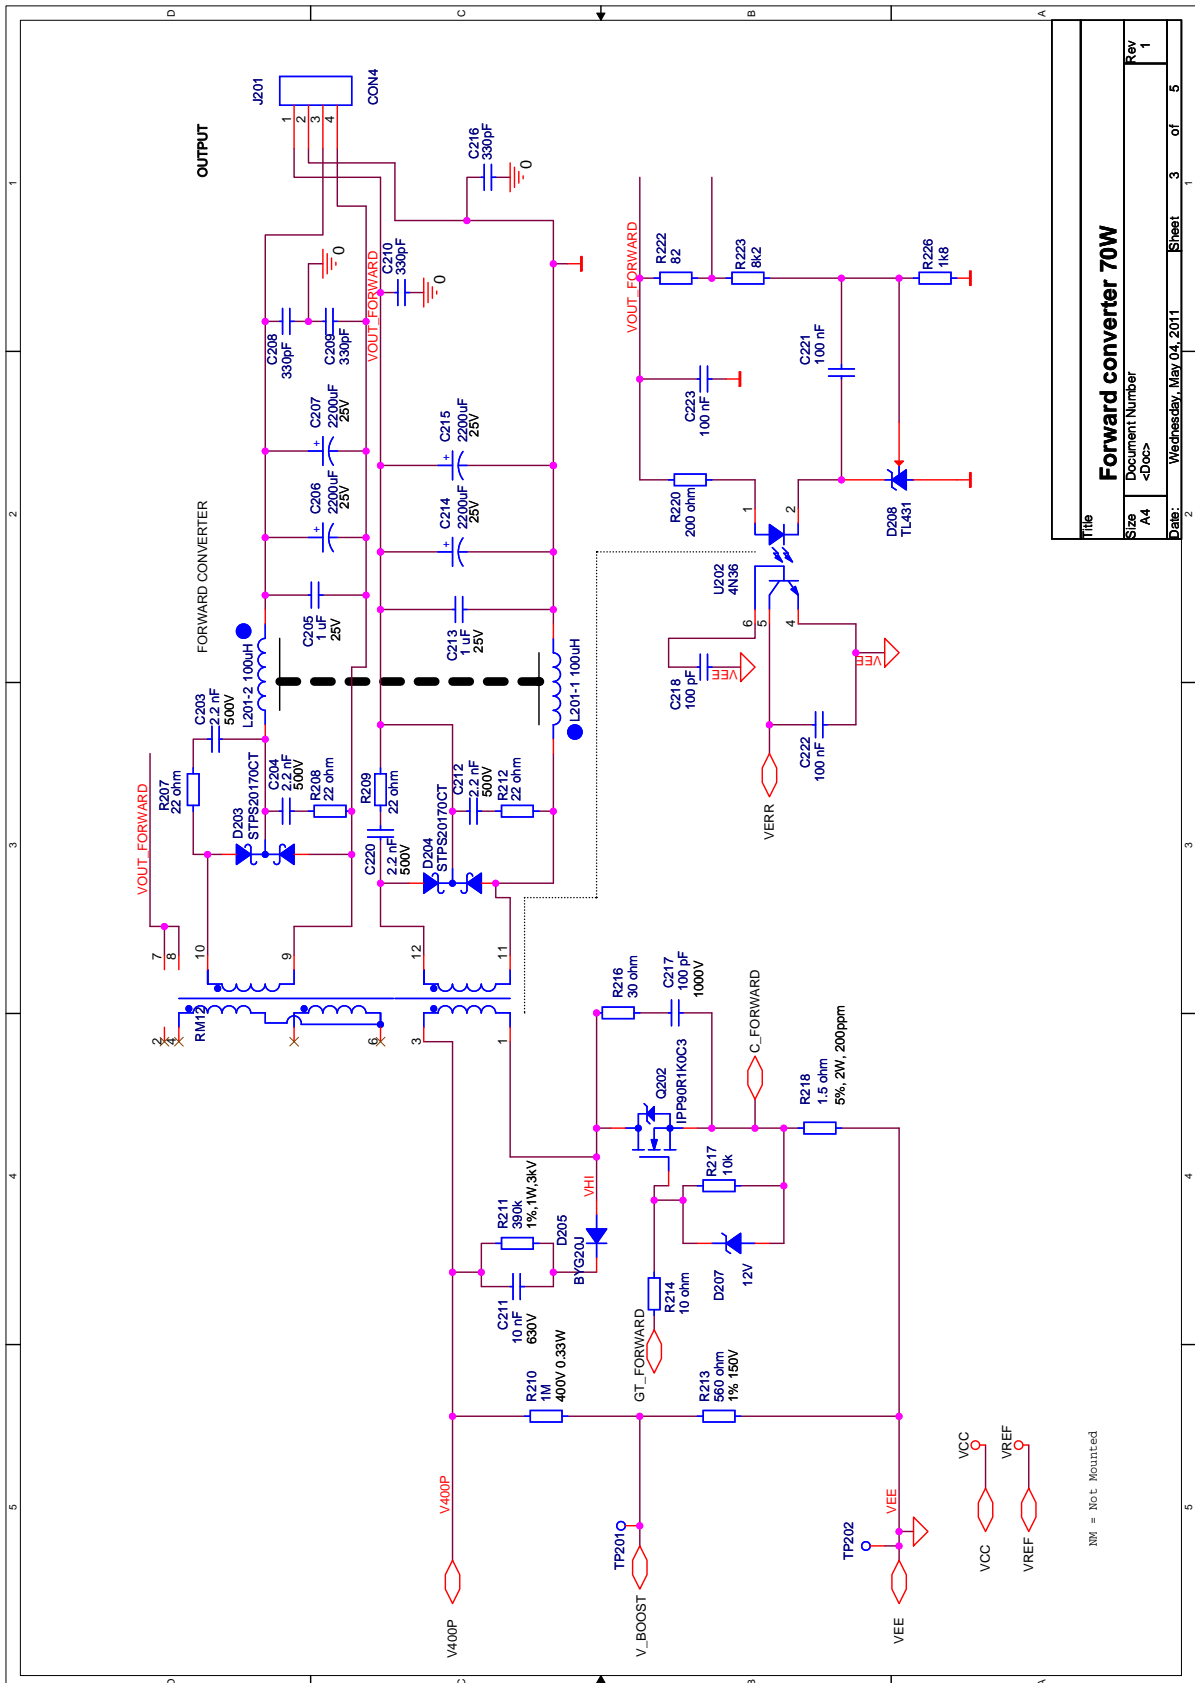 5
4
3
2
1
D
C
B
A
FORWARD CONVERTER
OUTPUT
J201
CON4
1
2
3
4
VOUT_FORWARD
R207
22 ohm
C203
2.2 nF
500V
D203
STPS20170CT
C204
2.2 nF
500V
R208
22 ohm
L201-2 100uH
C205
1 uF
25V
C206
2200uF
25V
C207
2200uF
25V
C208
330pF
C209
330pF
0
VOUT_FORWARD
C210
330pF
0
C216
330pF
0
7
8
10
9
12
11
2
4
6
3
1
RM12
R209
22 ohm
C220
2.2 nF
500V
D204
STPS20170CT
C212
2.2 nF
500V
R212
22 ohm
L201-1 100uH
C213
1 uF
25V
C214
2200uF
25V
C215
2200uF
25V
V400P
V400P
R210
1M
400V 0.33W
C211
10 nF
630V
R211
390k
1%,1W,3kV
D205
BYG20J
VHI
R216
30 ohm
C217
100 pF
1000V
Q202
IPP90R1K0C3
GT_FORWARD
R214
10 ohm
D207
12V
R217
10k
C_FORWARD
R218
1.5 ohm
5%, 2W, 200ppm
TP201
V_BOOST
R213
560 ohm
1% 150V
TP202
VEE
VEE
VCC
VCC
VREF
VREF
NM = Not Mounted
VERR
C222
100 nF
C218
100 pF
VEE
VEE
U202
4N36
6
5
4
1
2
R220
200 ohm
C223
100 nF
VOUT_FORWARD
R222
82
R223
8k2
C221
100 nF
R226
1k8
D208
TL431
Title
Forward converter 70W
Size
A4
Document Number
<Doc>
Rev
1
Date:
Wednesday, May 04, 2011
Sheet
3
of
5
5
4
3
2
1
D
C
B
A